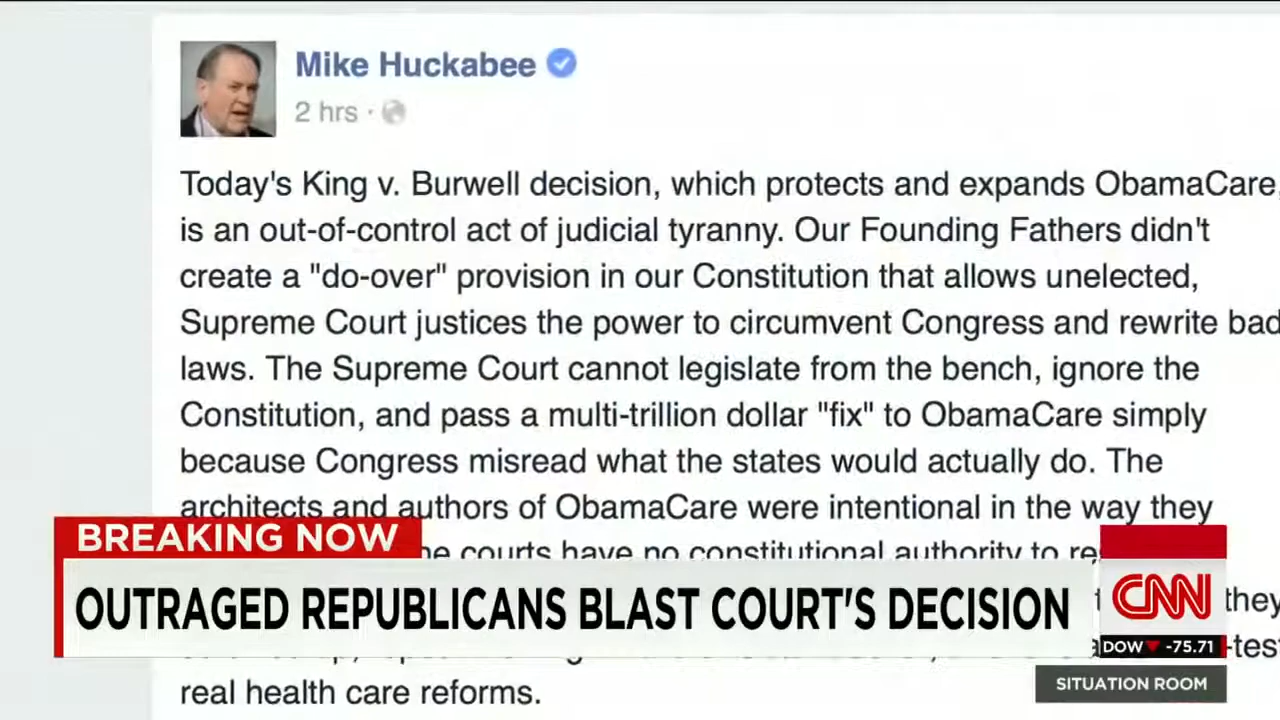 Mike Huckabee
2 hrs ·
Today's King v. Burwell decision, which protects and expands ObamaCare,
is an out-of-control act of judicial tyranny. Our Founding Fathers didn't
create a "do-over" provision in our Constitution that allows unelected,
Supreme Court justices the power to circumvent Congress and rewrite bad
laws. The Supreme Court cannot legislate from the bench, ignore the
Constitution, and pass a multi-trillion dollar "fix" to ObamaCare simply
because Congress misread what the states would actually do. The
architects and authors of ObamaCare were intentional in the way they
courts have no constitutional authority to
they
real health care reforms.
BREAKING NOW
OUTRAGED REPUBLICANS BLAST COURT'S DECISION
CNN
DOW -75.71
SITUATION ROOM